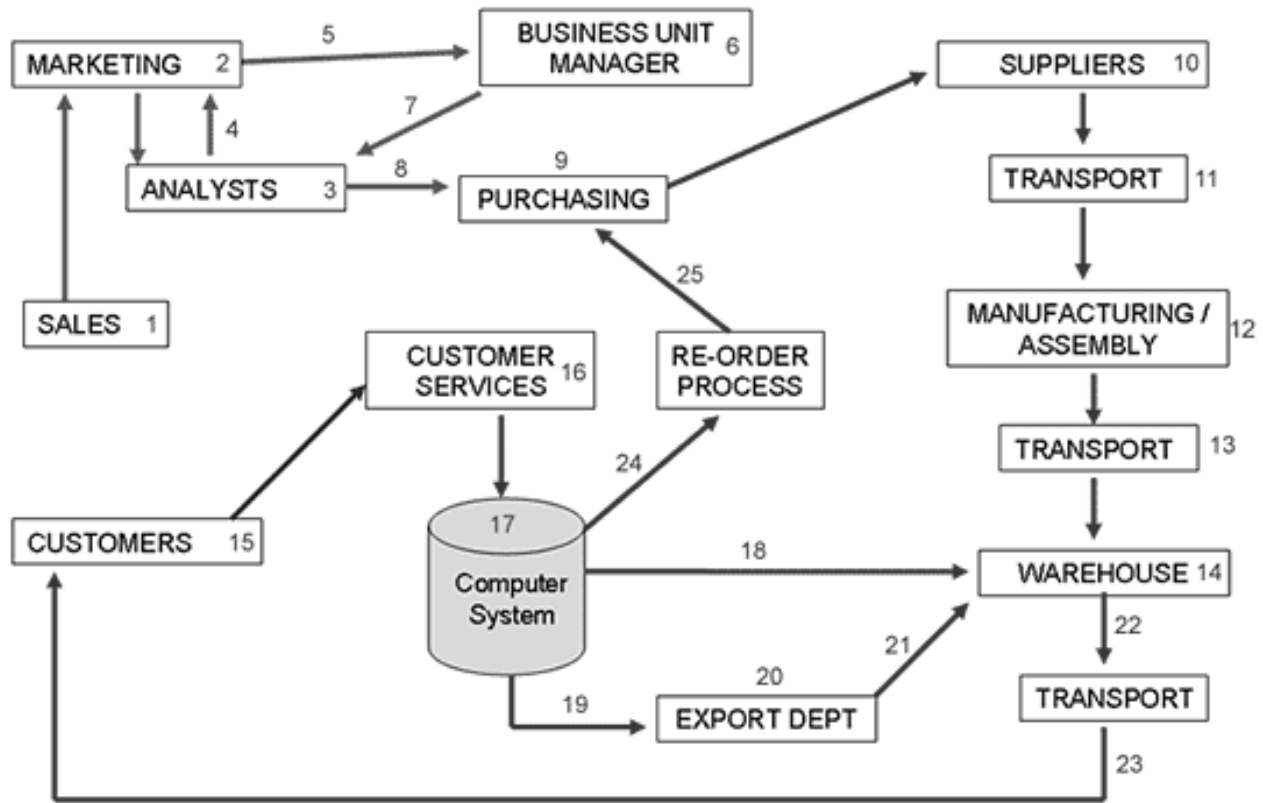 5
BUSINESS UNIT
MANAGER 6
MARKETING 2
SUPPLIERS 10
7
4
8
9
ANALYSTS 3
PURCHASING
TRANSPORT 11
25
SALES 1
MANUFACTURING /
ASSEMBLY 12
CUSTOMER
SERVICES 16
RE-ORDER
PROCESS
24
TRANSPORT 13
CUSTOMERS 15
17
Computer
System
18
WAREHOUSE 14
22
21
19
20
EXPORT DEPT
TRANSPORT
23